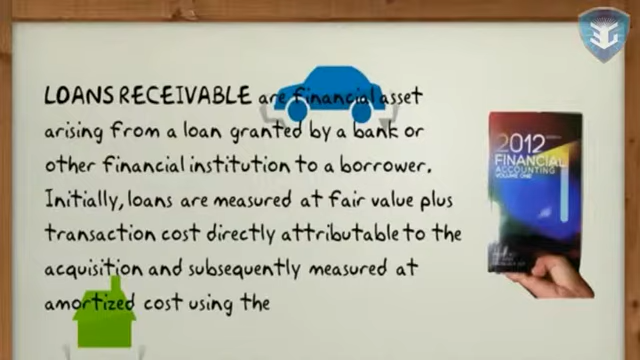 LOANS RECEIVABLE are financial asset
arising from a loan granted by a bank or
other financial institution to a borrower.
Initially, loans are measured at fair value plus
transaction cost directly attributable to the
acquisition and subsequently measured at
amortized cost using the
2012
FINANCIAL
ACCOUNTING
VOLUME ONE
1